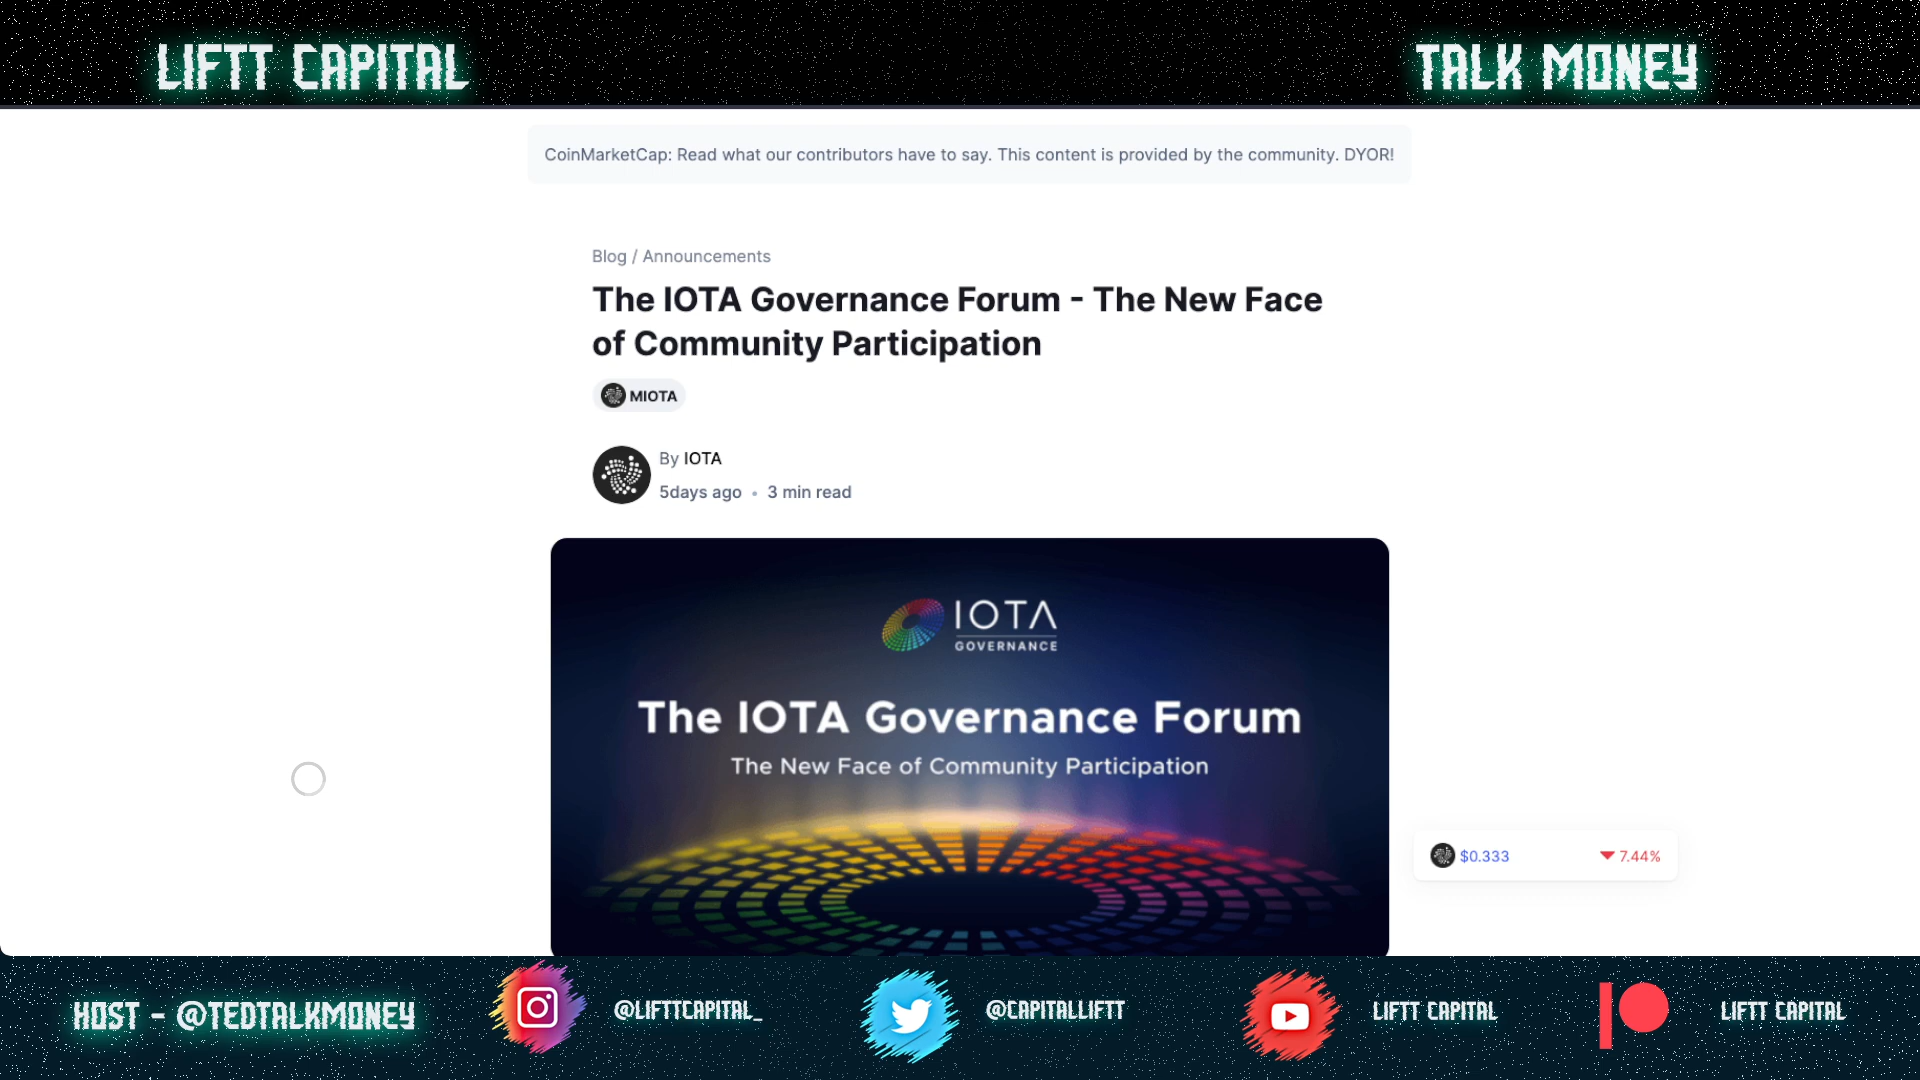 LIFTT CAPITAL
TALK MONEY
CoinMarketCap: Read what our contributors have to say. This content is provided by the community. DYOR!
Blog / Announcements
The IOTA Governance Forum - The New Face
of Community Participation
MIOTA
By IOTA
5days ago • 3 min read
IOTA
GOVERNANCE
The IOTA Governance Forum
The New Face of Community Participation
$0.333
7.44%
HOST - @TEDTALKMONEY
@LIFTTCAPITAL_
@CAPITALLIFTT
LIFTT CAPITAL
LIFTT CAPITAL